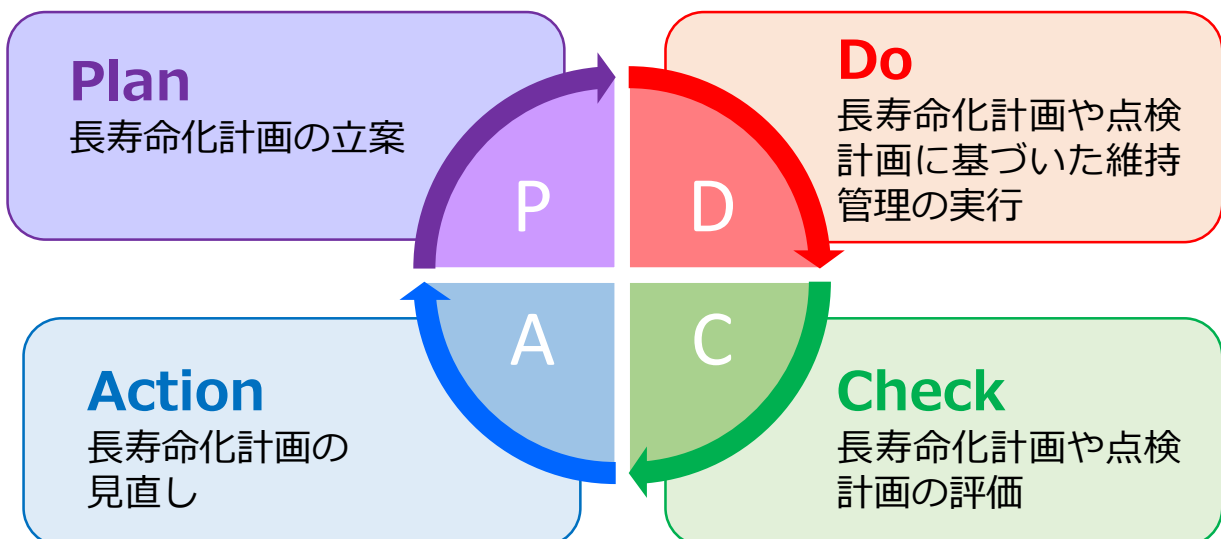 Plan
長寿命化計画の立案
Do
長寿命化計画や点検
計画に基づいた維持
管理の実行
P
D
A
C
Action
長寿命化計画の
見直し
Check
長寿命化計画や点検
計画の評価